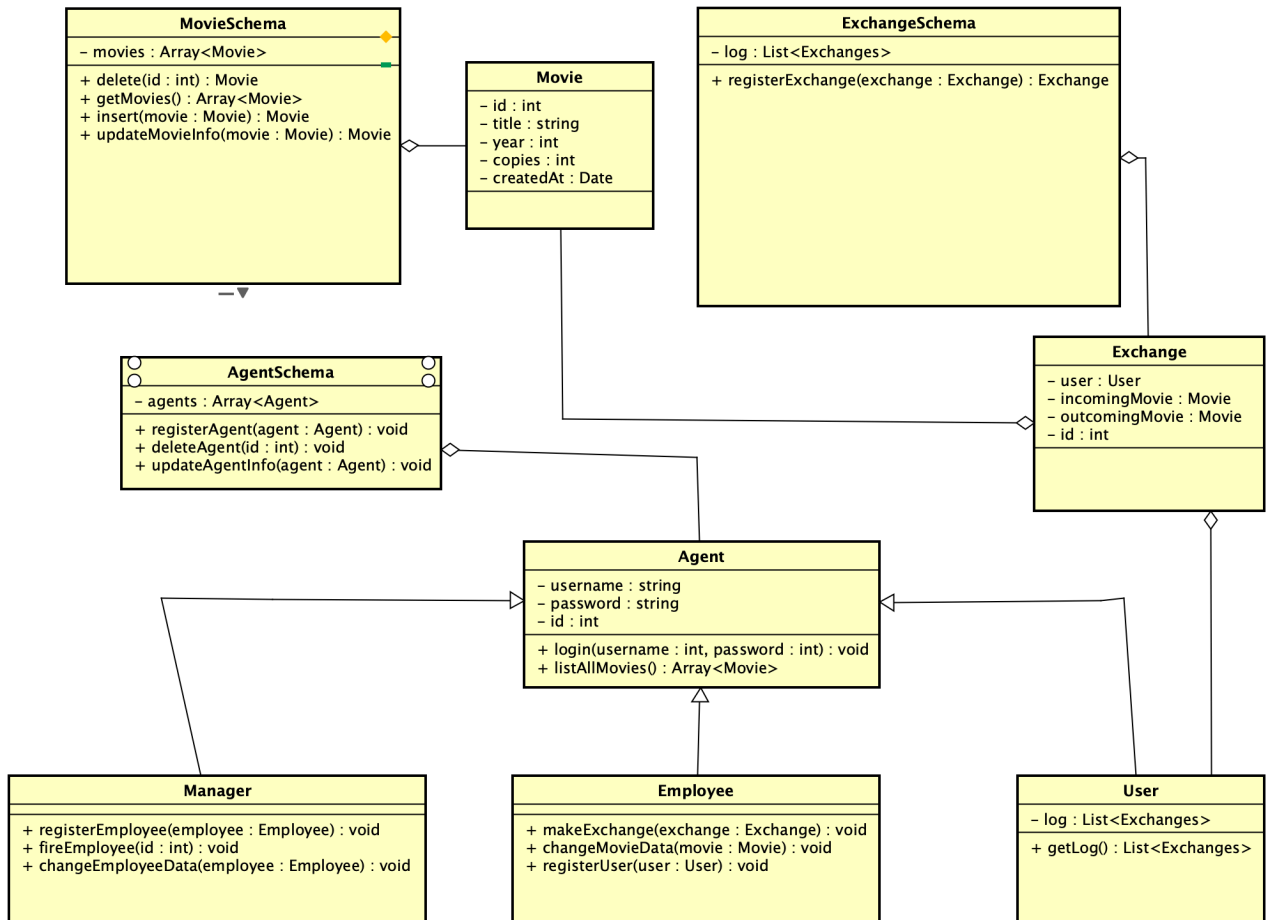 MovieSchema
– movies : Array<Movie>
+ delete(id : int) : Movie
+ getMovies() : Array<Movie>
+ insert(movie : Movie) : Movie
+ updateMovieInfo(movie : Movie) : Movie
Movie
– id : int
– title : string
– year : int
– copies : int
– createdAt : Date
ExchangeSchema
– log : List<Exchanges>
+ registerExchange(exchange : Exchange) : Exchange
AgentSchema
– agents : Array<Agent>
+ registerAgent(agent : Agent) : void
+ deleteAgent(id : int) : void
+ updateAgentInfo(agent : Agent) : void
Exchange
– user : User
– incomingMovie : Movie
– outcomingMovie : Movie
– id : int
Agent
– username : string
– password : string
– id : int
+ login(username : int, password : int) : void
+ listAllMovies() : Array<Movie>
Manager
+ registerEmployee(employee : Employee) : void
+ fireEmployee(id : int) : void
+ changeEmployeeData(employee : Employee) : void
Employee
+ makeExchange(exchange : Exchange) : void
+ changeMovieData(movie : Movie) : void
+ registerUser(user : User) : void
User
– log : List<Exchanges>
+ getLog() : List<Exchanges>